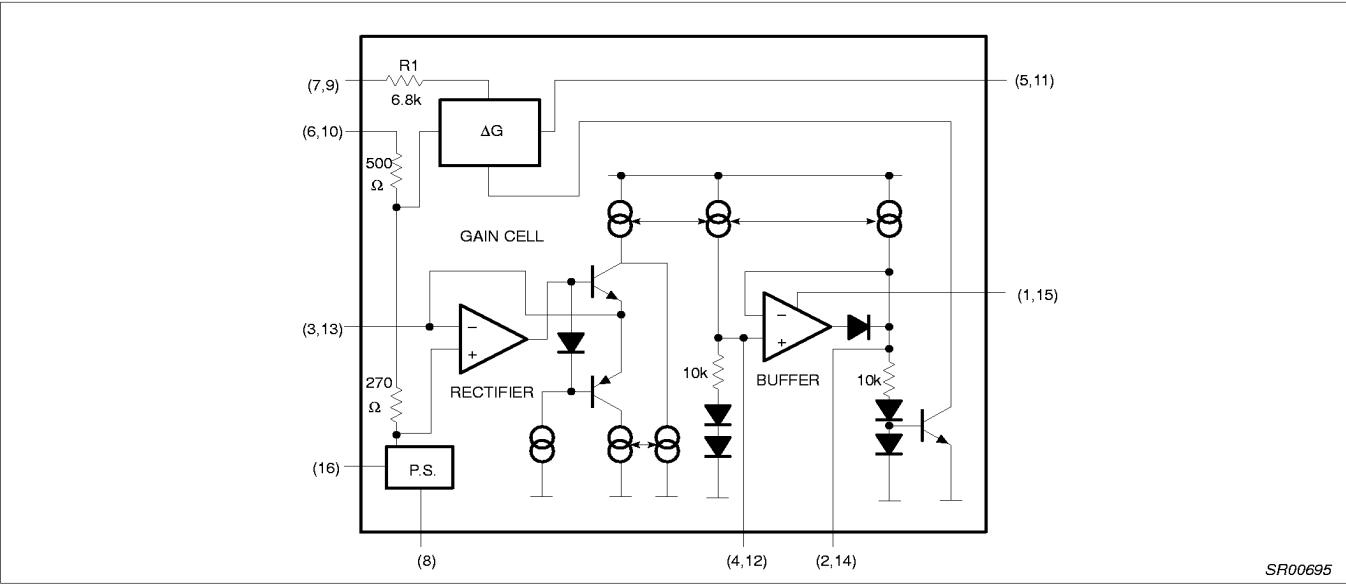 R1
(7,9)
(5,11)
6.8k
(6,10)
ΔG
500
Ω
GAIN CELL
(1,15)
(3,13)
−
+
−
+
10k
BUFFER
10k
270
Ω
RECTIFIER
(16)
P.S.
(8)
(4,12)
(2,14)
SR00695